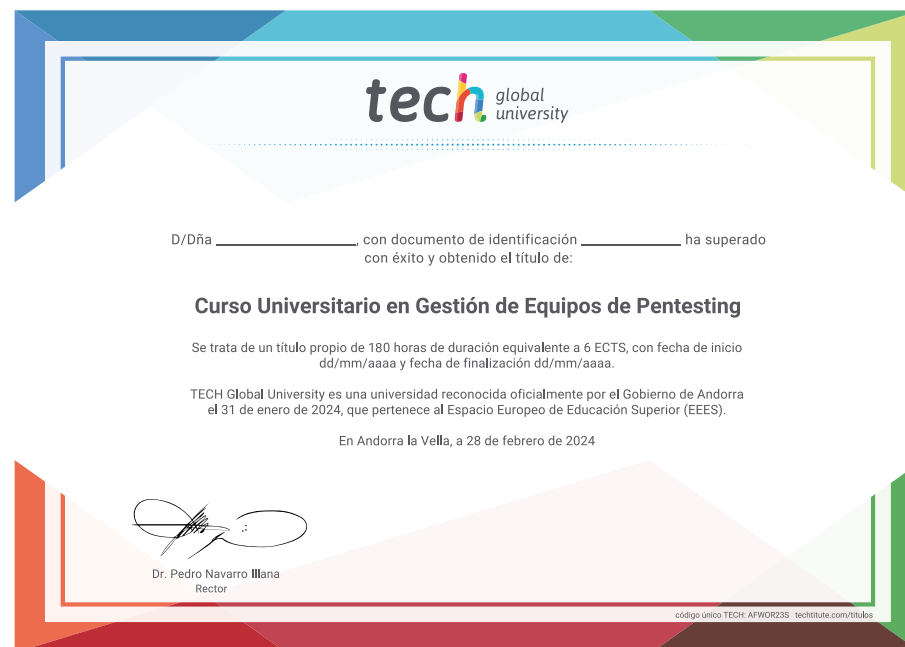 tech global university
D/Dña ____________, con documento de identificación ____________ ha superado
con éxito y obtenido el título de:
Curso Universitario en Gestión de Equipos de Pentesting
Se trata de un título propio de 180 horas de duración equivalente a 6 ECTS, con fecha de inicio
dd/mm/aaaa y fecha de finalización dd/mm/aaaa.
TECH Global University es una universidad reconocida oficialmente por el Gobierno de Andorra
el 31 de enero de 2024, que pertenece al Espacio Europeo de Educación Superior (EEES).
En Andorra la Vella, a 28 de febrero de 2024
Dr. Pedro Navarro Illana
Rector
código único TECH: AFWOR23S techtitute.com/titulos